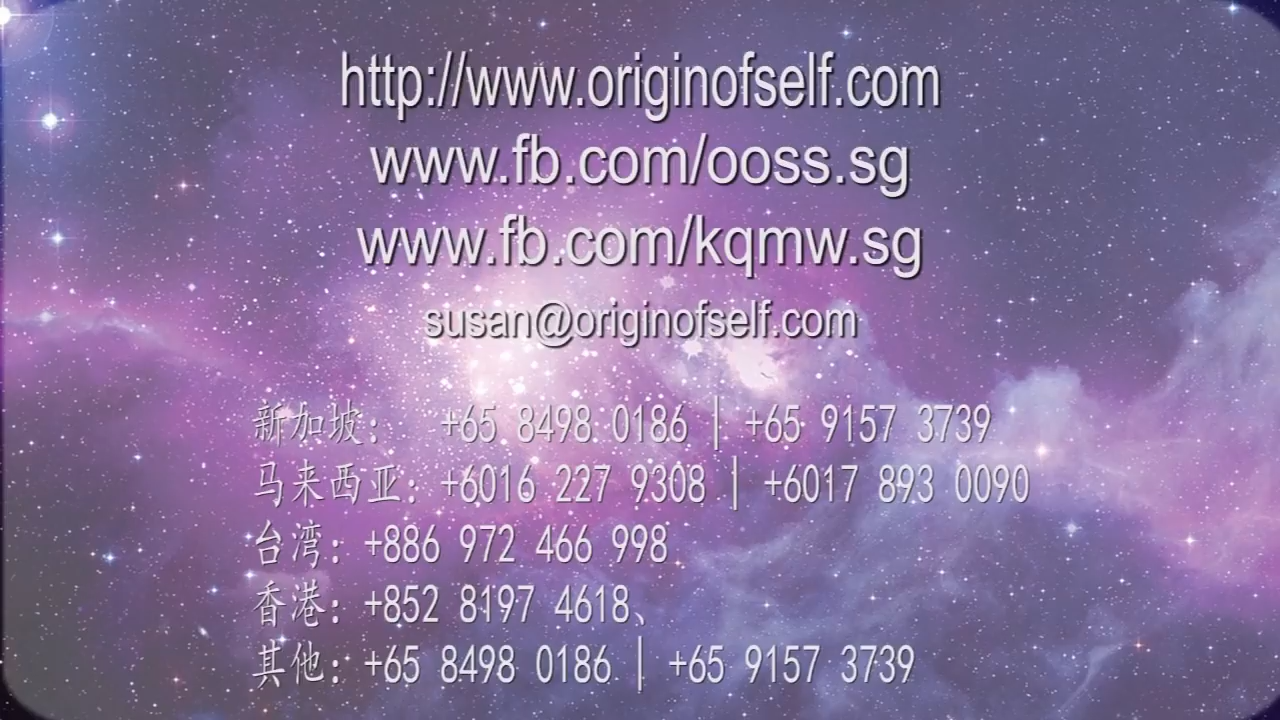 http://www.originofself.com
www.fb.com/ooss.sg
www.fb.com/kqmw.sg
susan@originofself.com
新加坡: +65 8498 0186 | +65 9157 3739
马来西亚: +6016 227 9308 | +6017 893 0090
台湾: +886 972 466 998
香港: +852 8197 4618、
其他: +65 8498 0186 | +65 9157 3739